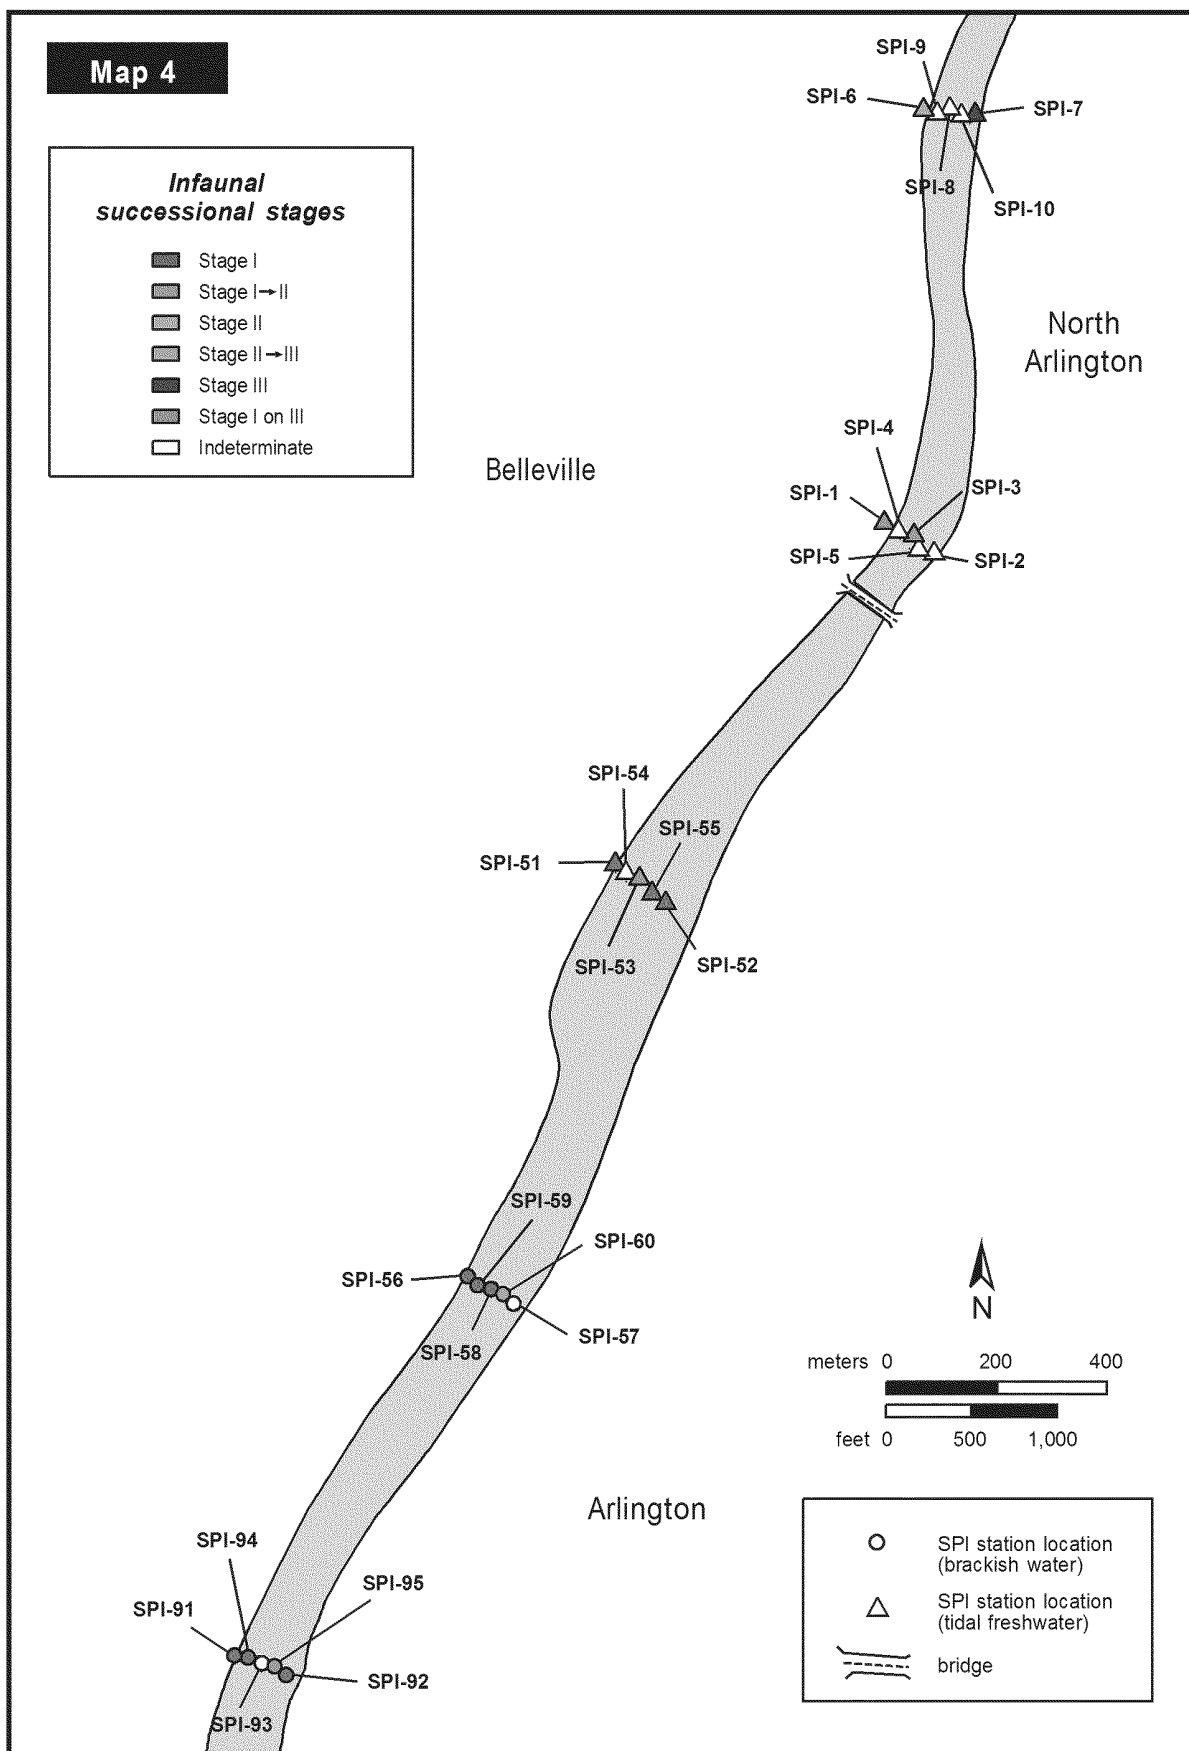 Map 4
Infaunal
successional stages
Stage I
Stage I→II
Stage II
Stage II→III
Stage III
Stage I on III
Indeterminate
SPI-9
SPI-6
SPI-7
SPI-8
SPI-10
North
Arlington
SPI-4
Belleville
SPI-3
SPI-1
SPI-5
SPI-2
SPI-54
SPI-55
SPI-51
SPI-53
SPI-52
SPI-59
SPI-60
SPI-56
SPI-57
SPI-58
N
meters 0 200 400
feet 0 500 1,000
Arlington
SPI-94
SPI-95
SPI-91
SPI-92
SPI-93
SPI station location
(brackish water)
SPI station location
(tidal freshwater)
bridge